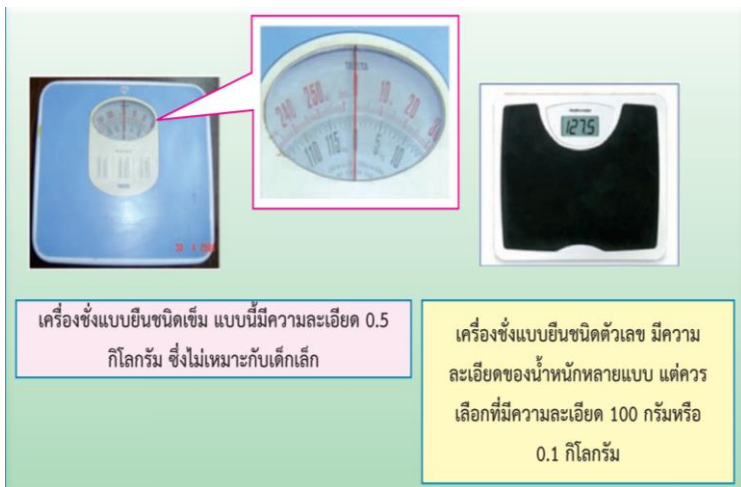 240 250 10 20
110 115 5 10
127.5
เครื่องชั่งแบบยืนชนิดเข็ม แบบนี้มีความละเอียด 0.5
กิโลกรัม ซึ่งไม่เหมาะกับเด็กเล็ก
เครื่องชั่งแบบยืนชนิดตัวเลข มีความ
ละเอียดของน้ำหนักหลายแบบ แต่ควร
เลือกที่มีความละเอียด 100 กรัมหรือ
0.1 กิโลกรัม